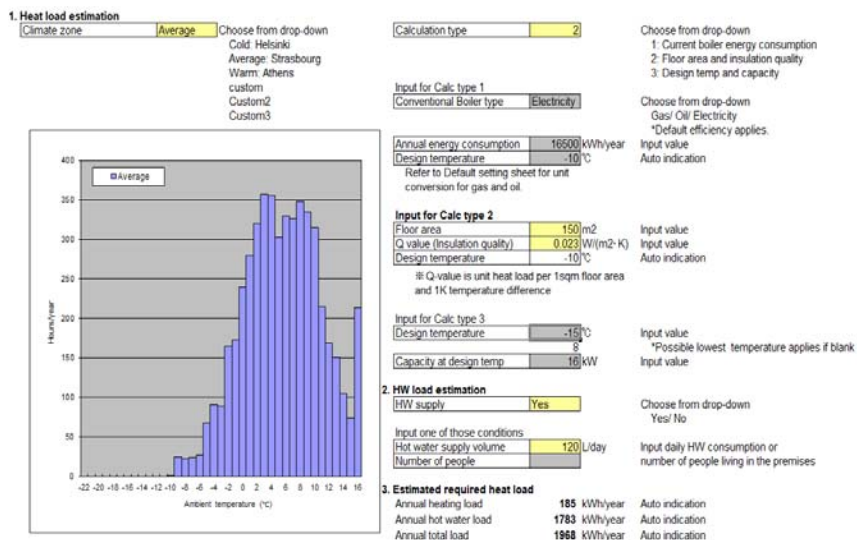 1. Heat load estimation
Climate zone Average Choose from drop-down
Cold: Helsinki
Average: Strasbourg
Warm: Athens
custom
Custom2
Custom3
Average
400
350
300
250
200
150
100
50
0
Hours/year
-22 -20 -18 -16 -14 -12 -10 -8 -6 -4 -2 0 2 4 6 8 10 12 14 16
Ambient temperature (°C)
Calculation type 2 Choose from drop-down
1: Current boiler energy consumption
2: Floor area and insulation quality
3: Design temp and capacity
Input for Calc type 1
Conventional Boiler type Electricity Choose from drop-down
Gas/ Oil/ Electricity
*Default efficiency applies.
Annual energy consumption 16500 kWh/year Input value
Design temperature -10 °C Auto indication
Refer to Default setting sheet for unit
conversion for gas and oil.
Input for Calc type 2
Floor area 150 m2 Input value
Q value (Insulation quality) 0.023 W/(m2·K) Input value
Design temperature -10 °C Auto indication
※ Q-value is unit heat load per 1sqm floor area
and 1K temperature difference
Input for Calc type 3
Design temperature -15 °C Input value
8 *Possible lowest temperature applies if blank
Capacity at design temp 16 kW Input value
2. HW load estimation
HW supply Yes Choose from drop-down
Yes/ No
Input one of those conditions
Hot water supply volume 120 L/day Input daily HW consumption or
Number of people number of people living in the premises
3. Estimated required heat load
Annual heating load 185 kWh/year Auto indication
Annual hot water load 1783 kWh/year Auto indication
Annual total load 1968 kWh/year Auto indication